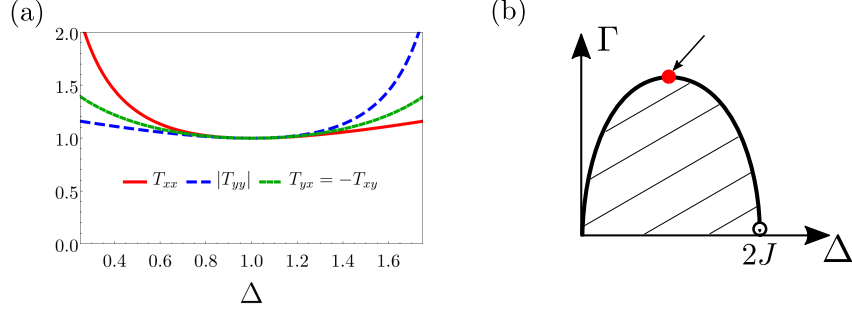 (a)
2.0
1.5
1.0
0.5
0.0
T_xx |T_yy| T_yx = −T_xy
0.4 0.6 0.8 1.0 1.2 1.4 1.6
Δ
(b)
Γ
2J Δ